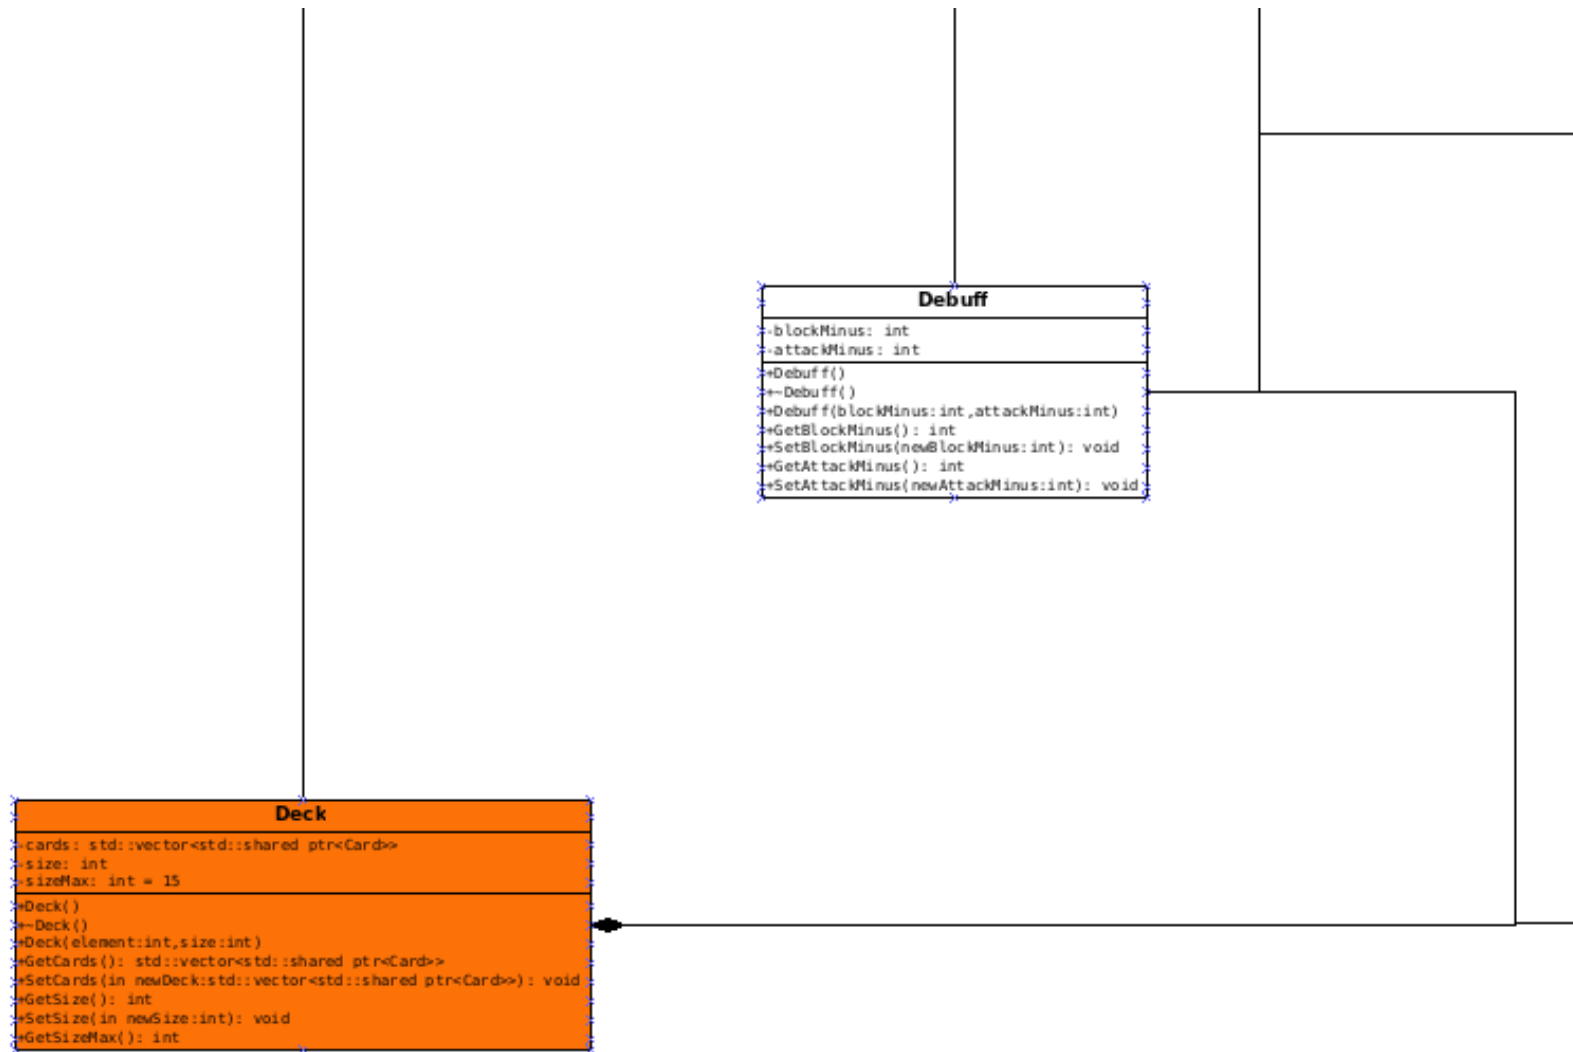 Debuff
-blockMinus: int
-attackMinus: int
+Debuff()
+~Debuff()
+Debuff(blockMinus:int,attackMinus:int)
+GetBlockMinus(): int
+SetBlockMinus(newBlockMinus:int): void
+GetAttackMinus(): int
+SetAttackMinus(newAttackMinus:int): void
Deck
-cards: std::vector<std::shared ptr<Card>>
-size: int
-sizeMax: int = 15
+Deck()
+~Deck()
+Deck(element:int,size:int)
+GetCards(): std::vector<std::shared ptr<Card>>
+SetCards(in newDeck:std::vector<std::shared ptr<Card>>): void
+GetSize(): int
+SetSize(in newSize:int): void
+GetSizeMax(): int